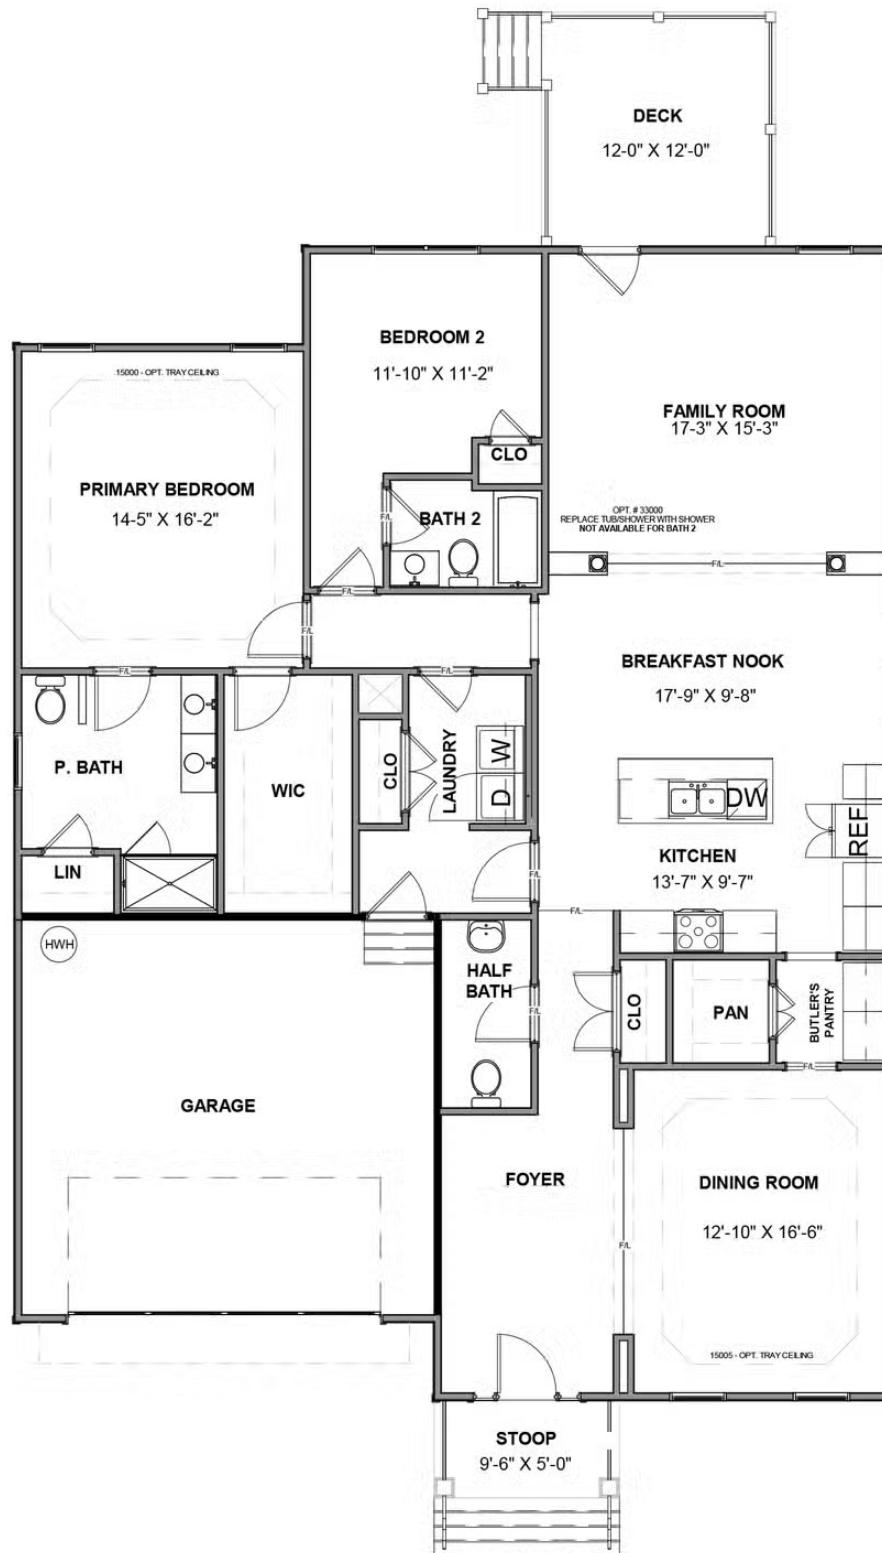 DECK
12-0" X 12'-0"
BEDROOM 2
11'-10" X 11'-2"
15000 - OPT. TRAY CEILING
FAMILY ROOM
17-3" X 15'-3"
CLO
PRIMARY BEDROOM
14-5" X 16'-2"
OPT. # 33000
REPLACE TUB/SHOWER WITH SHOWER
NOT AVAILABLE FOR BATH 2
BATH 2
F/L
F/L
F/L
F/L
BREAKFAST NOOK
17'-9" X 9'-8"
F/L
F/L
P. BATH
WIC
CLO
LAUNDRY
W
D
DW
REF
KITCHEN
13'-7" X 9'-7"
LIN
F/L
F/L
HWH
HALF
BATH
F/L
CLO
PAN
BUTLER'S
PANTRY
F/L
GARAGE
FOYER
DINING ROOM
12'-10" X 16'-6"
F/L
15005 - OPT. TRAY CEILING
STOOP
9'-6" X 5'-0"